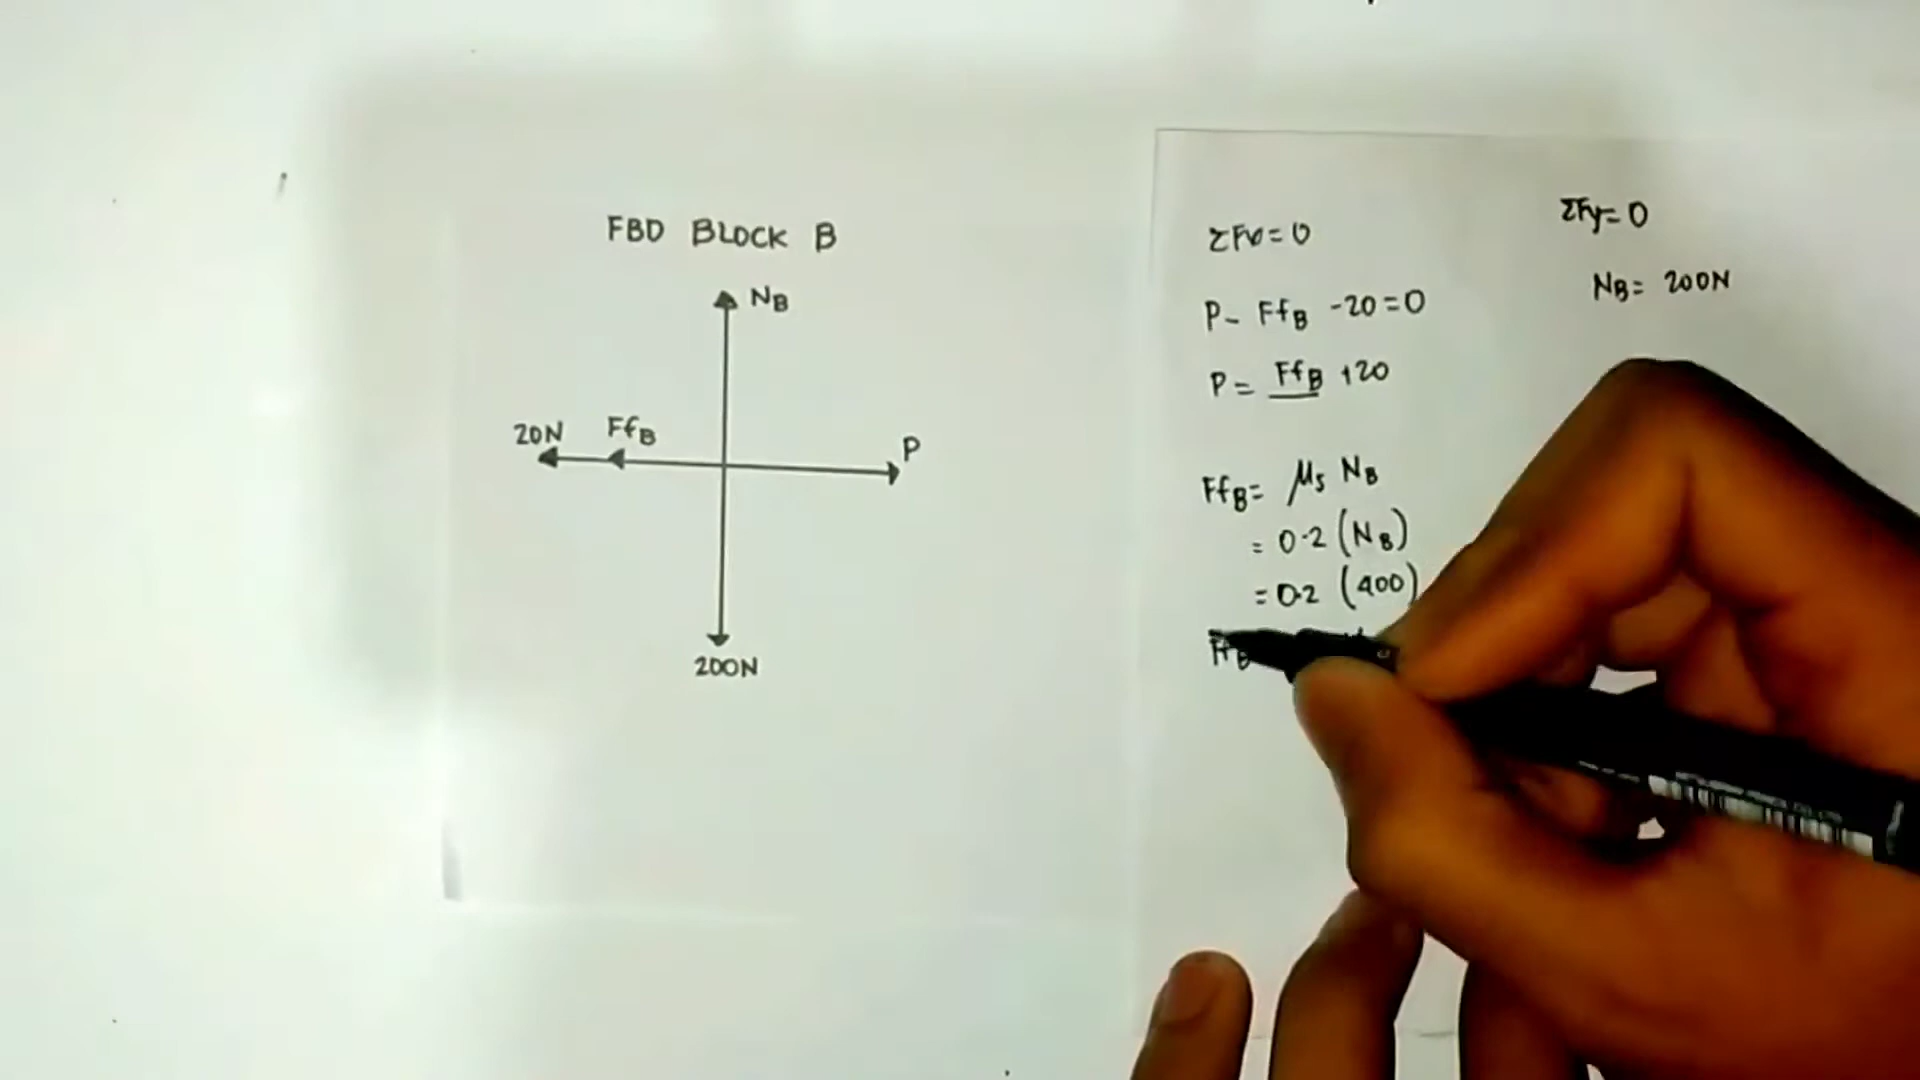 FBD BLOCK B
NB
20N
FfB
P
200N
ΣFx=0
P- FfB -20=0
P= FfB +20
FfB= μs NB
= 0.2 (NB)
= 0.2 (400)
FfB
ΣFy=0
NB= 200N